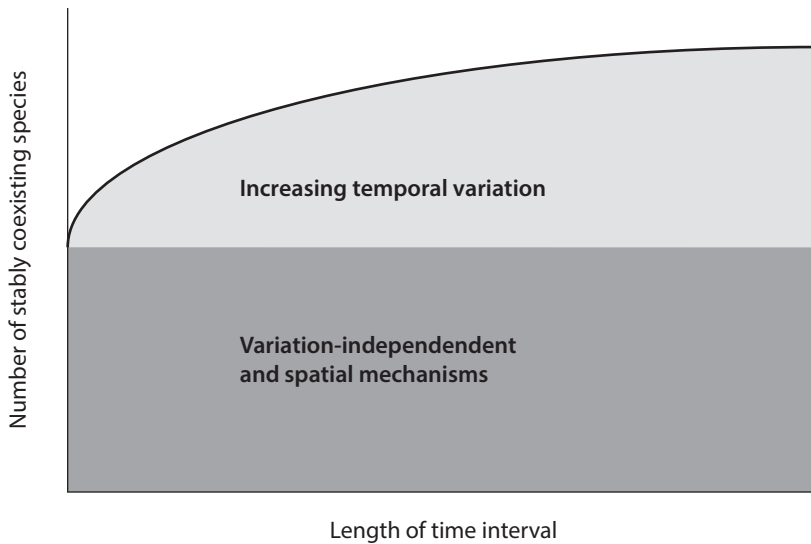 Number of stably coexisting species
Increasing temporal variation
Variation-independendent
and spatial mechanisms
Length of time interval